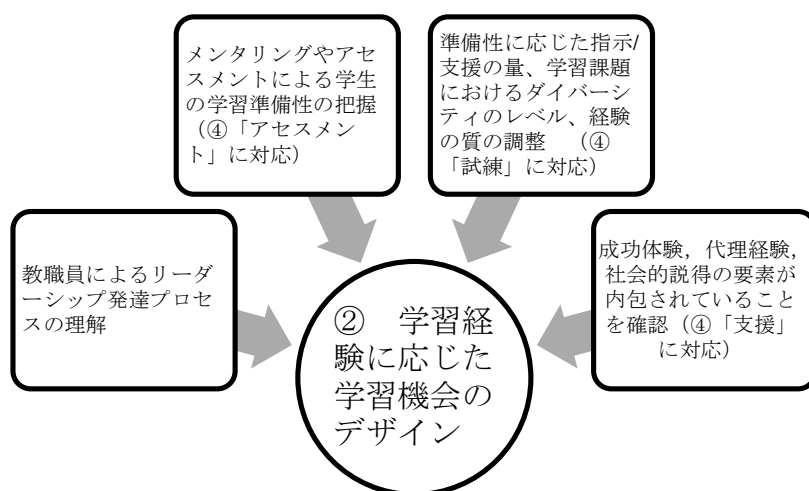 メンタリングやアセ
スメントによる学生
の学習準備性の把握
（④「アセスメン
ト」に対応）
準備性に応じた指示/
支援の量、学習課題
におけるダイバーシ
ティのレベル、経験
の質の調整　（④
「試練」に対応）
教職員によるリーダ
ーシップ発達プロセ
スの理解
成功体験，代理経験，
社会的説得の要素が
内包されていること
を確認（④「支援」
に対応）
②　学習経
験に応じた
学習機会の
デザイン